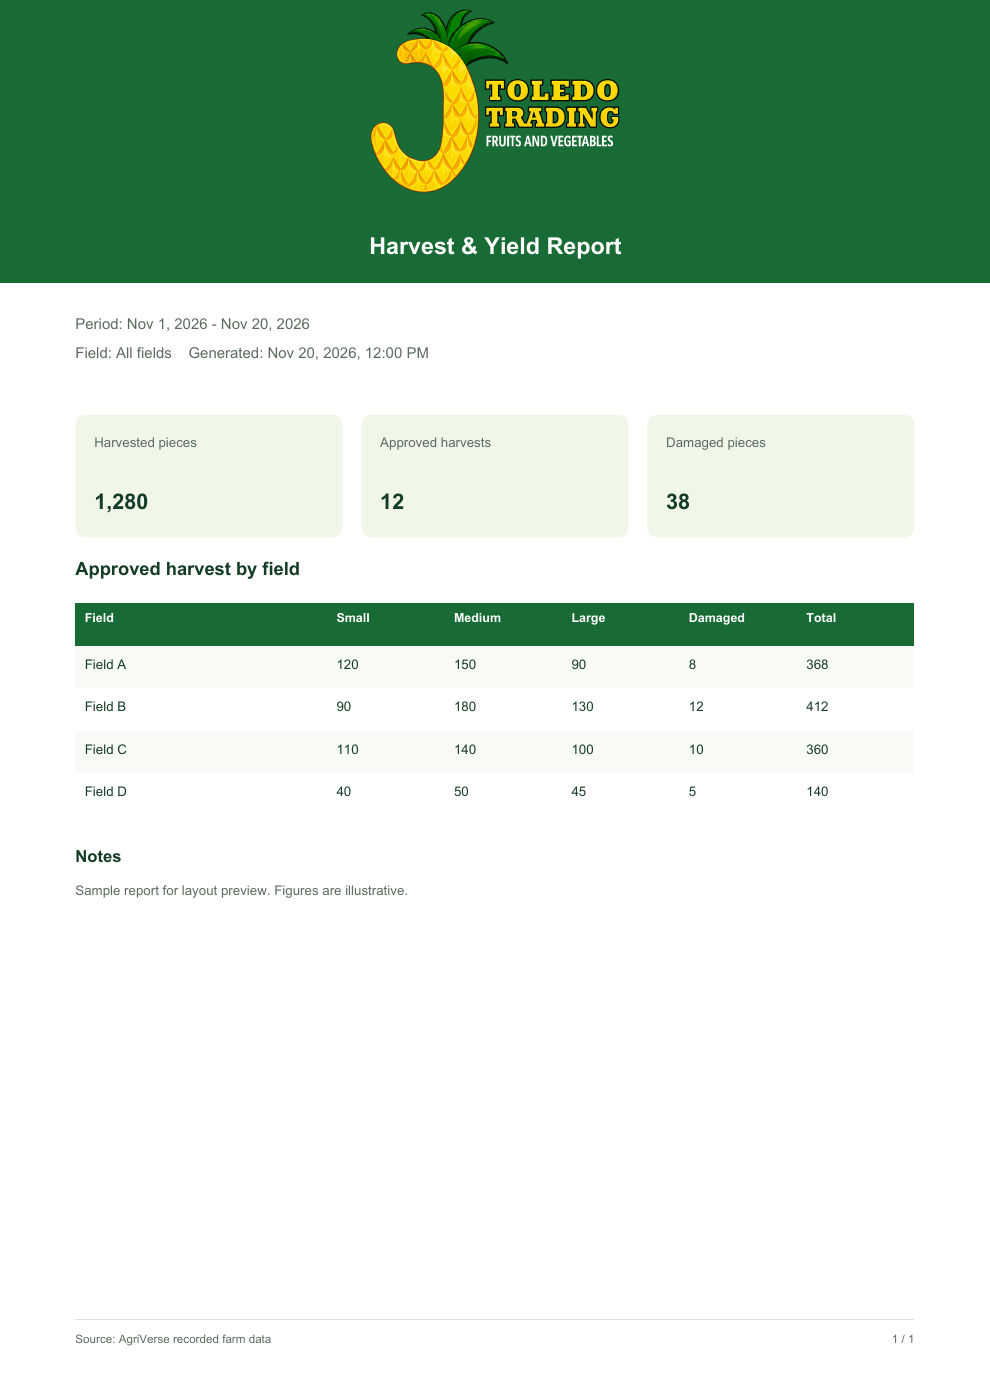 TOLEDO
TRADING
FRUITS AND VEGETABLES
Harvest & Yield Report
Period: Nov 1, 2026 - Nov 20, 2026
Field: All fields    Generated: Nov 20, 2026, 12:00 PM
Harvested pieces    Approved harvests    Damaged pieces
1,280    12    38
Approved harvest by field
Field    Small    Medium    Large    Damaged    Total
Field A    120    150    90    8    368
Field B    90    180    130    12    412
Field C    110    140    100    10    360
Field D    40    50    45    5    140
Notes
Sample report for layout preview. Figures are illustrative.
Source: AgriVerse recorded farm data    1 / 1